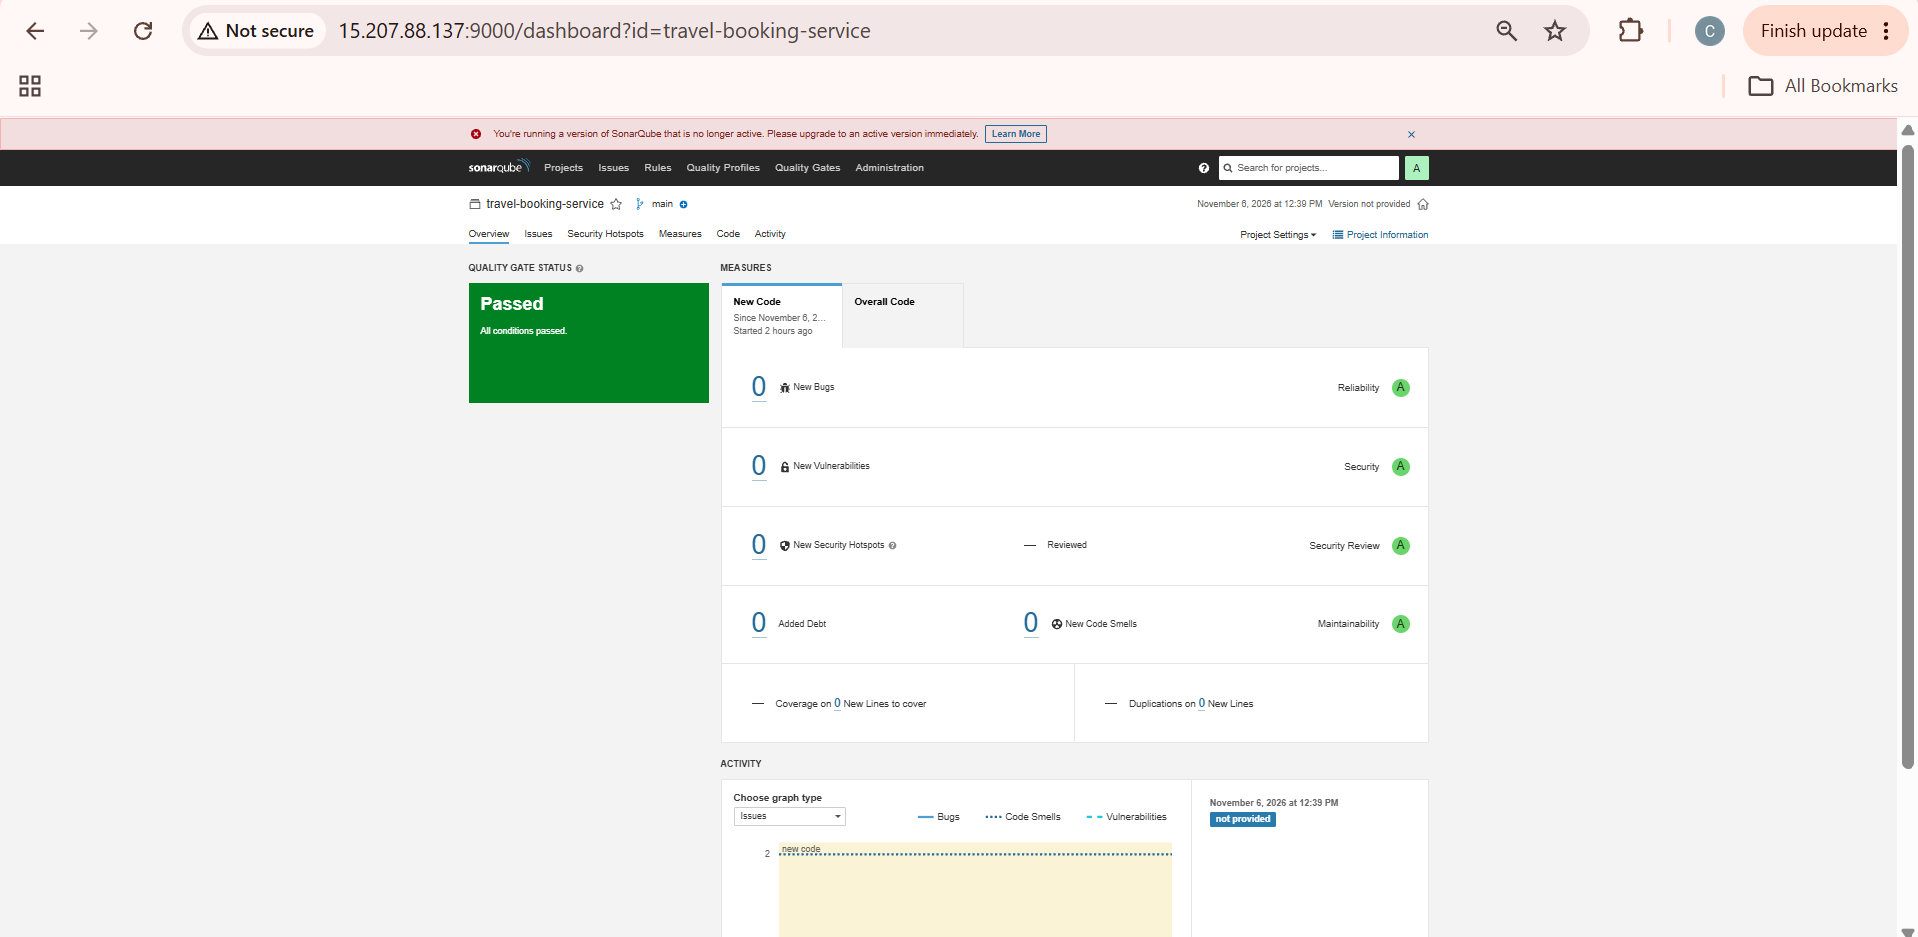 Not secure 15.207.88.137:9000/dashboard?id=travel-booking-service C Finish update
All Bookmarks
You're running a version of SonarQube that is no longer active. Please upgrade to an active version immediately. Learn More
sonarqube Projects Issues Rules Quality Profiles Quality Gates Administration Search for projects... A
travel-booking-service main November 6, 2026 at 12:39 PM Version not provided
Overview Issues Security Hotspots Measures Code Activity Project Settings Project Information
QUALITY GATE STATUS
Passed
All conditions passed.
MEASURES
New Code
Since November 6, 2...
Started 2 hours ago
Overall Code
0 New Bugs Reliability A
0 New Vulnerabilities Security A
0 New Security Hotspots — Reviewed Security Review A
0 Added Debt 0 New Code Smells Maintainability A
— Coverage on 0 New Lines to cover — Duplications on 0 New Lines
ACTIVITY
Choose graph type
Issues
Bugs Code Smells Vulnerabilities
2 new code
November 6, 2026 at 12:39 PM
not provided